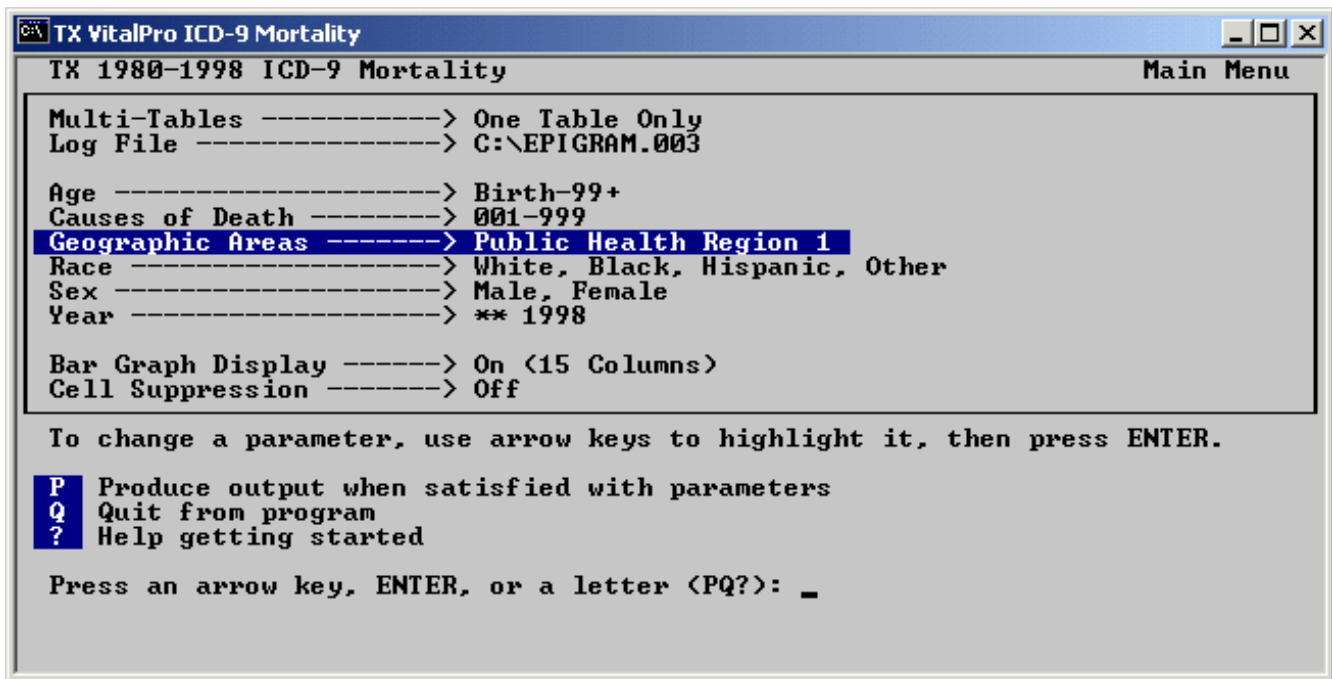 TX VitalPro ICD-9 Mortality
TX 1980-1998 ICD-9 Mortality Main Menu
Multi-Tables -----------> One Table Only
Log File ---------------> C:\EPIGRAM.003
Age --------------------> Birth-99+
Causes of Death --------> 001-999
Geographic Areas -------> Public Health Region 1
Race -------------------> White, Black, Hispanic, Other
Sex --------------------> Male, Female
Year -------------------> ** 1998
Bar Graph Display ------> On (15 Columns)
Cell Suppression -------> Off
To change a parameter, use arrow keys to highlight it, then press ENTER.
P Produce output when satisfied with parameters
Q Quit from program
? Help getting started
Press an arrow key, ENTER, or a letter (PQ?): _